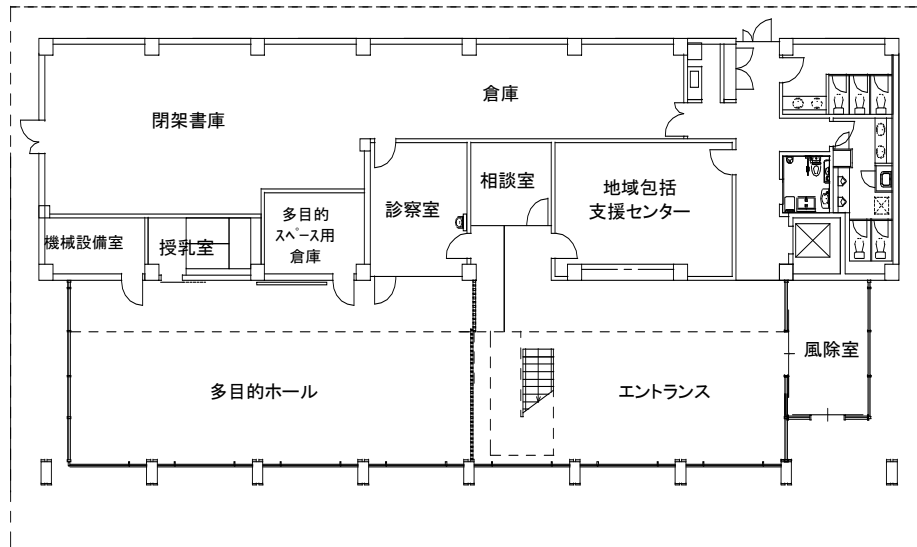 倉庫
閉架書庫
相談室
地域包括
支援センター
診察室
多目的
スペース用
倉庫
機械設備室
授乳室
風除室
多目的ホール
エントランス